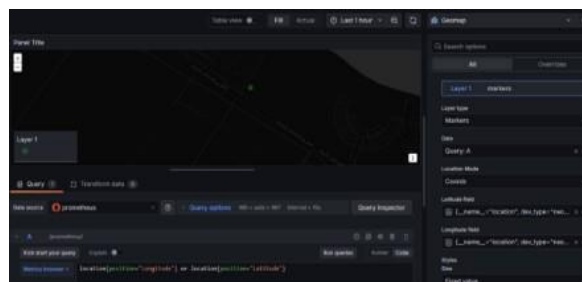 Table view Fill Actual Last 1 hour
Geomap
Panel Title
Search options
All Overrides
Layer 1 markers
Layer 1
Layer type
Markers
Data
Query: A
Location Mode
Coords
Query 1 Transform data 0
Data source prometheus Query options Query Inspector
Latitude field
Longitude field
A (prometheus)
Kick start your query Explain Run queries Builder Code
Metrics browser > location{position="longitude"} or location{position="latitude"}
Styles
Size
Fixed value